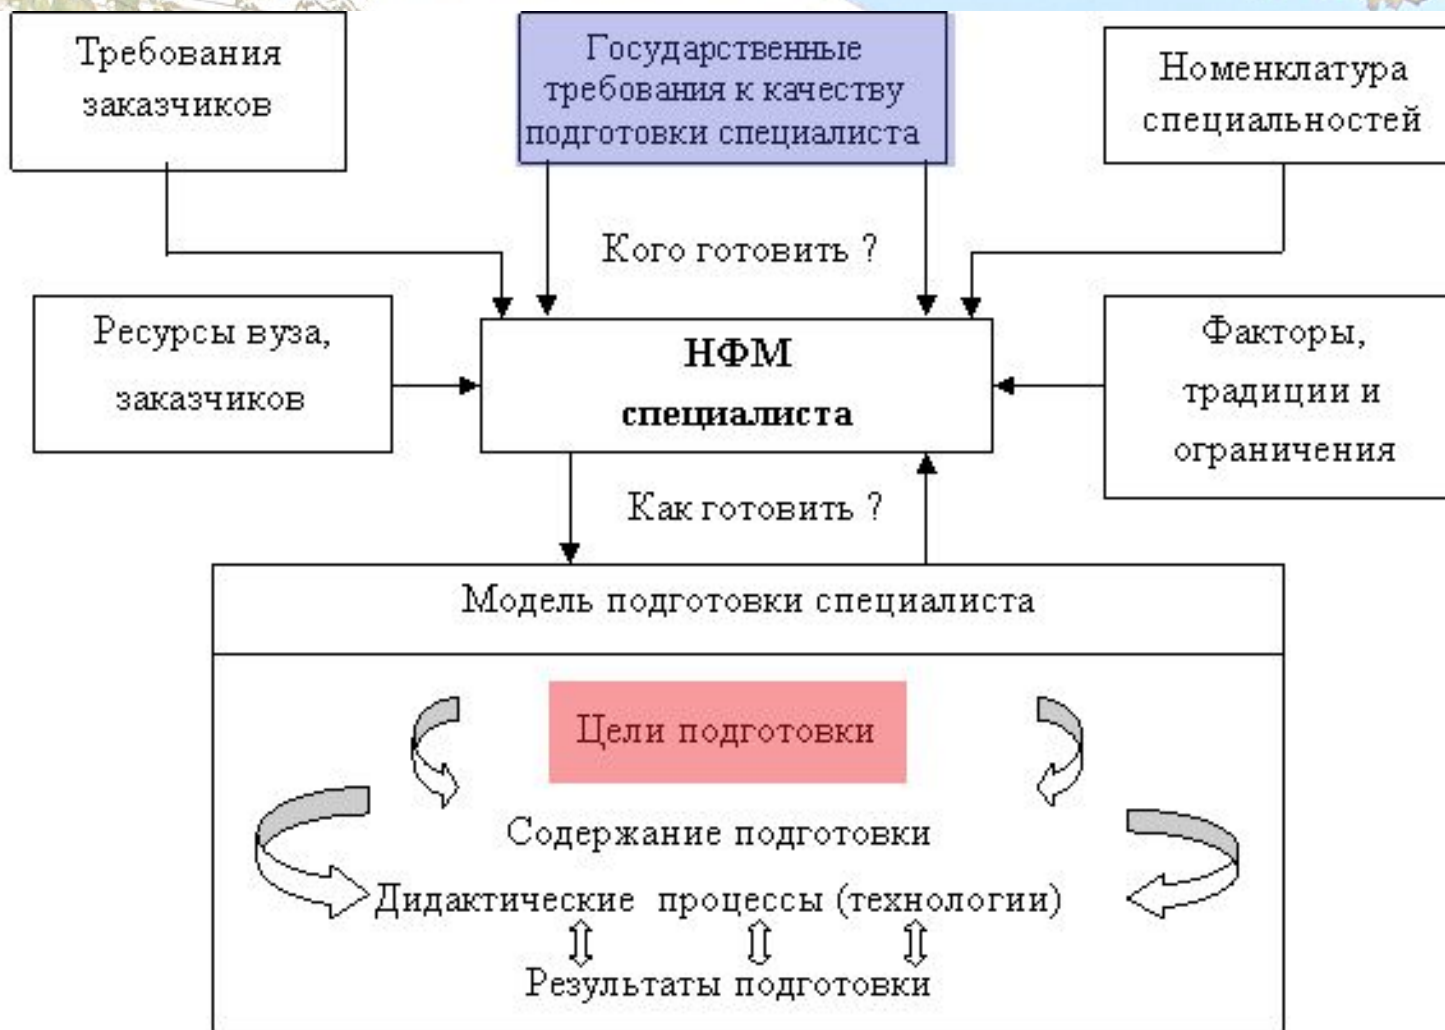 Требования
заказчиков
Государственные
требования к качеству
подготовки специалиста
Номенклатура
специальностей
Кого готовить ?
Ресурсы вуза,
заказчиков
НФМ
специалиста
Факторы,
традиции и
ограничения
Как готовить ?
Модель подготовки специалиста
Цели подготовки
Содержание подготовки
Дидактические процессы (технологии)
Результаты подготовки